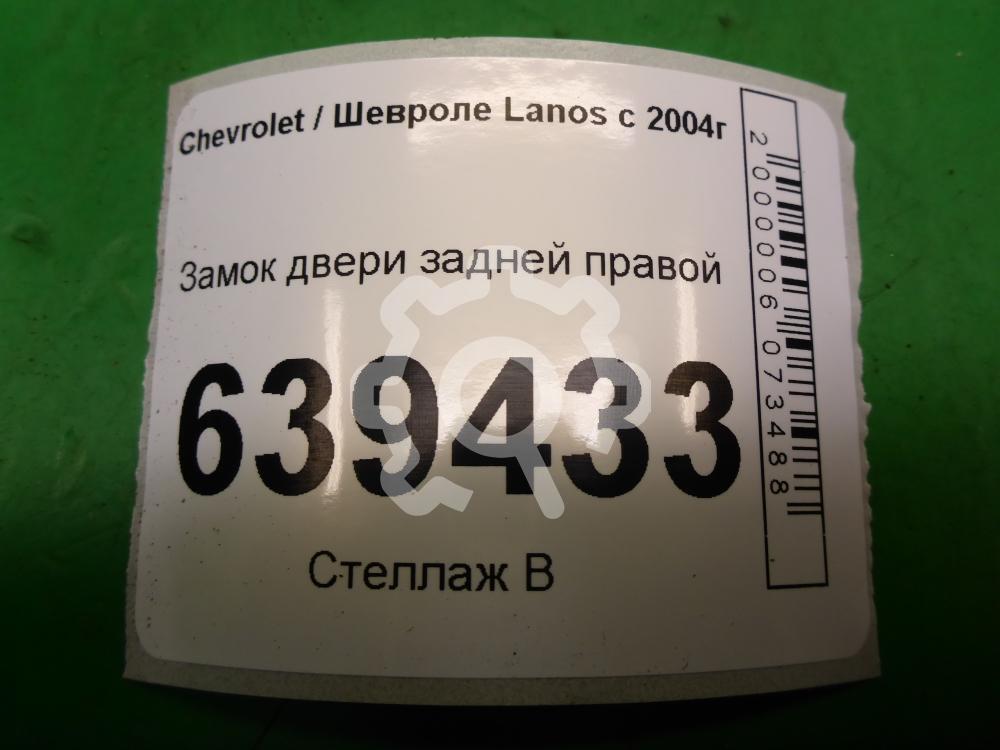 Chevrolet / Шевроле Lanos с 2004г
Замок двери задней правой
639433
Стеллаж В
2000006073488